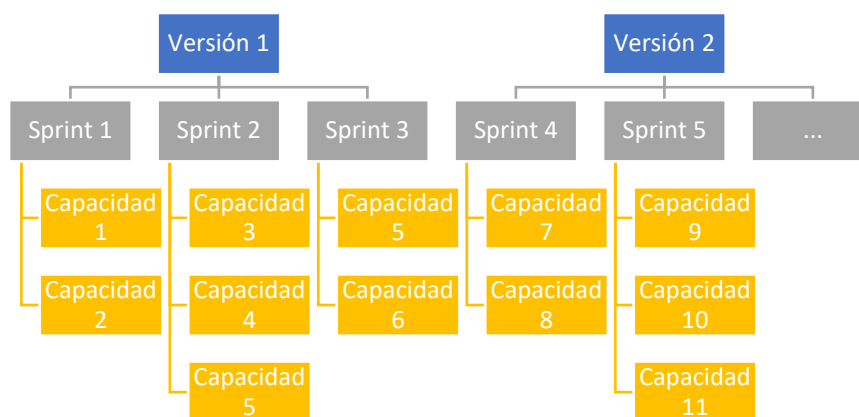 Versión 1
Versión 2
Sprint 1
Sprint 2
Sprint 3
Sprint 4
Sprint 5
...
Capacidad
1
Capacidad
3
Capacidad
5
Capacidad
7
Capacidad
9
Capacidad
2
Capacidad
4
Capacidad
6
Capacidad
8
Capacidad
10
Capacidad
5
Capacidad
11